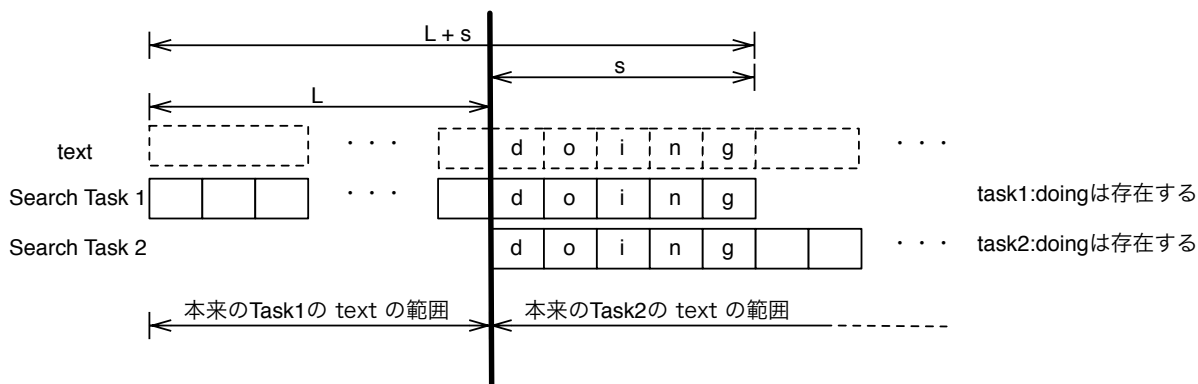 L + s
s
L
text ・・・ d o i n g ・・・
Search Task 1 ・・・ d o i n g task1:doingは存在する
Search Task 2 d o i n g ・・・ task2:doingは存在する
本来のTask1の text の範囲 本来のTask2の text の範囲